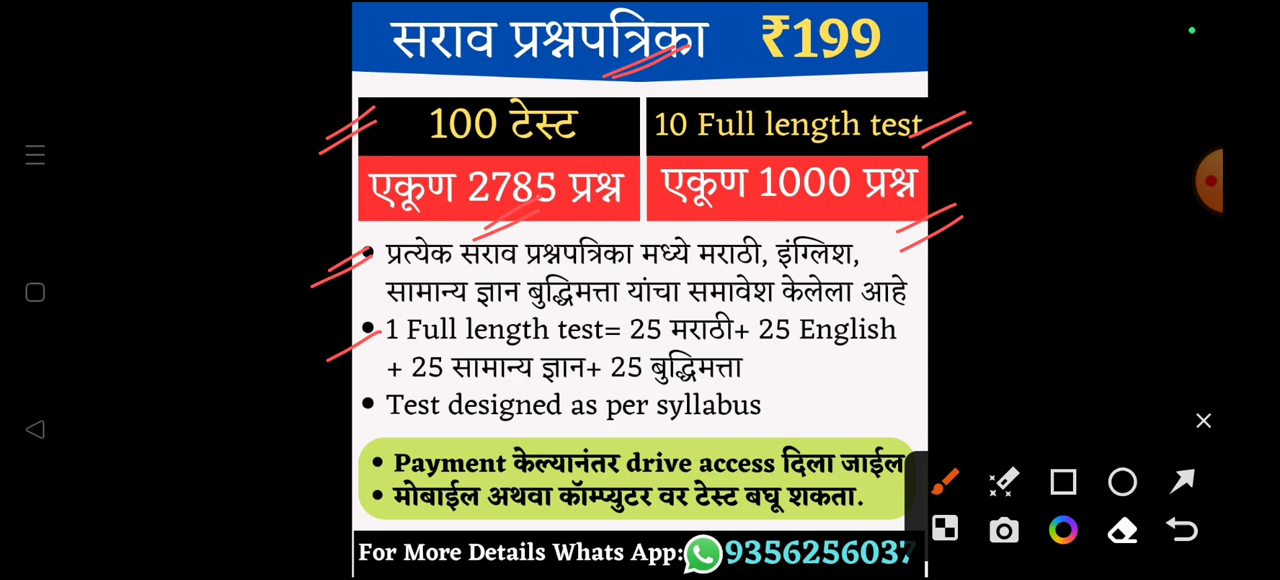 सराव प्रश्नपत्रिका ₹199
100 टेस्ट
10 Full length test
एकूण 2785 प्रश्न
एकूण 1000 प्रश्न
• प्रत्येक सराव प्रश्नपत्रिका मध्ये मराठी, इंग्लिश,
सामान्य ज्ञान बुद्धिमत्ता यांचा समावेश केलेला आहे
• 1 Full length test= 25 मराठी+ 25 English
+ 25 सामान्य ज्ञान+ 25 बुद्धिमत्ता
• Test designed as per syllabus
• Payment केल्यानंतर drive access दिला जाईल
• मोबाईल अथवा कॉम्प्युटर वर टेस्ट बघू शकता.
For More Details Whats App: 9356256037